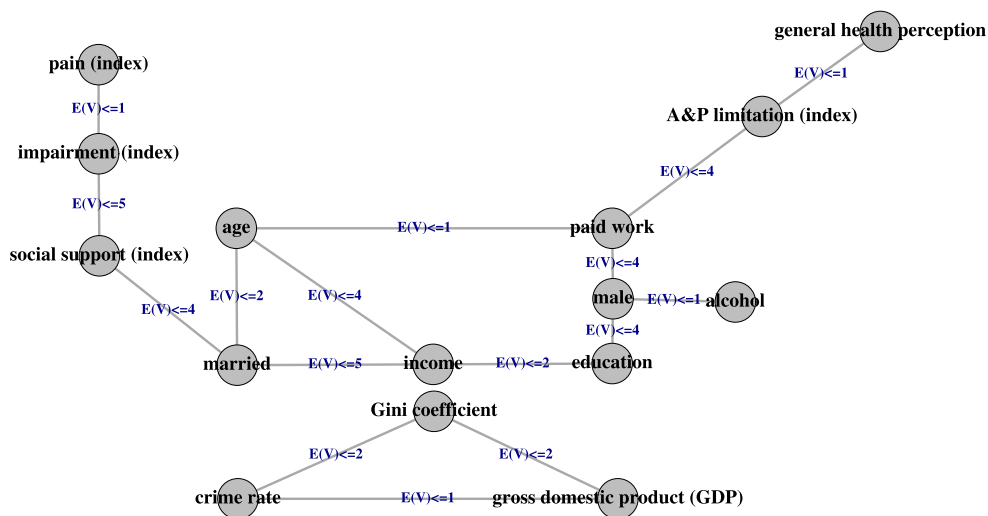 general health perception
pain (index)
E(V)<=1
E(V)<=1
A&P limitation (index)
impairment (index)
E(V)<=4
E(V)<=5
age
E(V)<=1
paid work
social support (index)
E(V)<=4
E(V)<=2
E(V)<=4
male
E(V)<=1
alcohol
E(V)<=4
E(V)<=4
married
E(V)<=5
income
E(V)<=2
education
Gini coefficient
E(V)<=2
E(V)<=2
crime rate
E(V)<=1
gross domestic product (GDP)